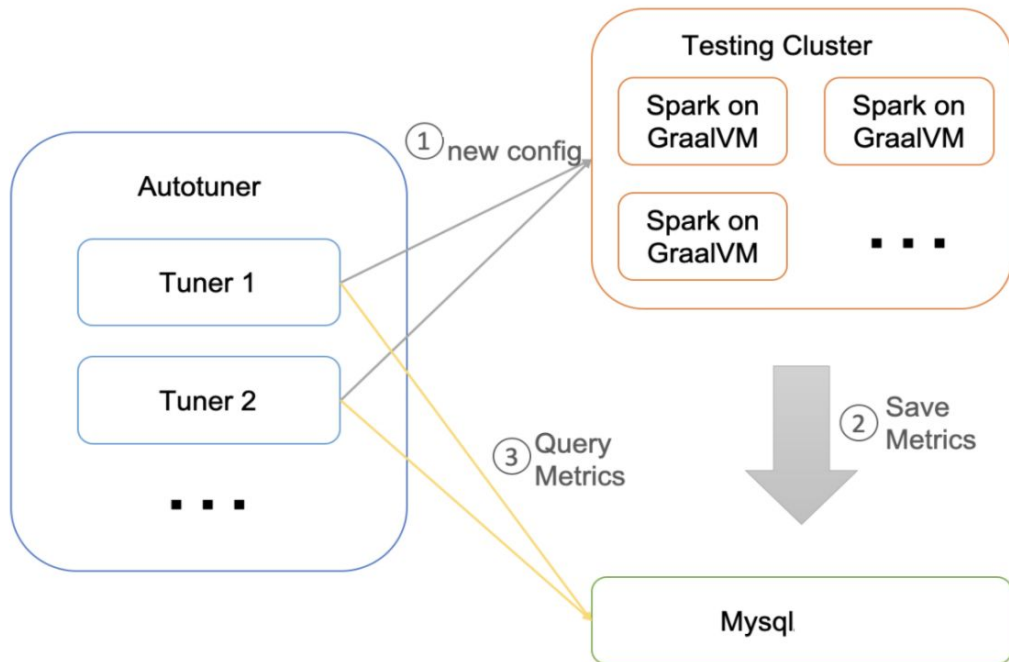 Testing Cluster
Spark on
GraalVM
Spark on
GraalVM
Spark on
GraalVM
...
1 new config
Autotuner
Tuner 1
Tuner 2
...
2 Save
Metrics
3 Query
Metrics
Mysql